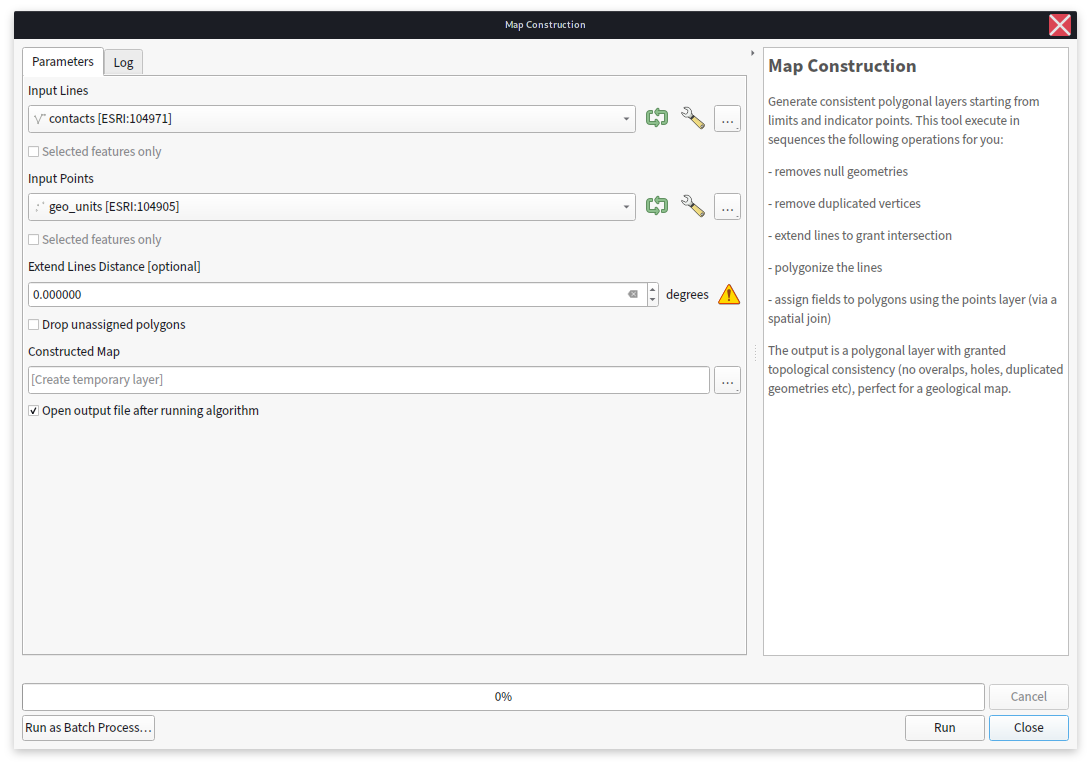 Map Construction
Parameters
Log
Input Lines
contacts [ESRI:104971]
…
Selected features only
Input Points
geo_units [ESRI:104905]
…
Selected features only
Extend Lines Distance [optional]
0.000000
degrees
Drop unassigned polygons
Constructed Map
[Create temporary layer]
…
Open output file after running algorithm
Map Construction
Generate consistent polygonal layers starting from
limits and indicator points. This tool execute in
sequences the following operations for you:
- removes null geometries
- remove duplicated vertices
- extend lines to grant intersection
- polygonize the lines
- assign fields to polygons using the points layer (via a
spatial join)
The output is a polygonal layer with granted
topological consistency (no overalps, holes, duplicated
geometries etc), perfect for a geological map.
0%
Cancel
Run as Batch Process…
Run
Close